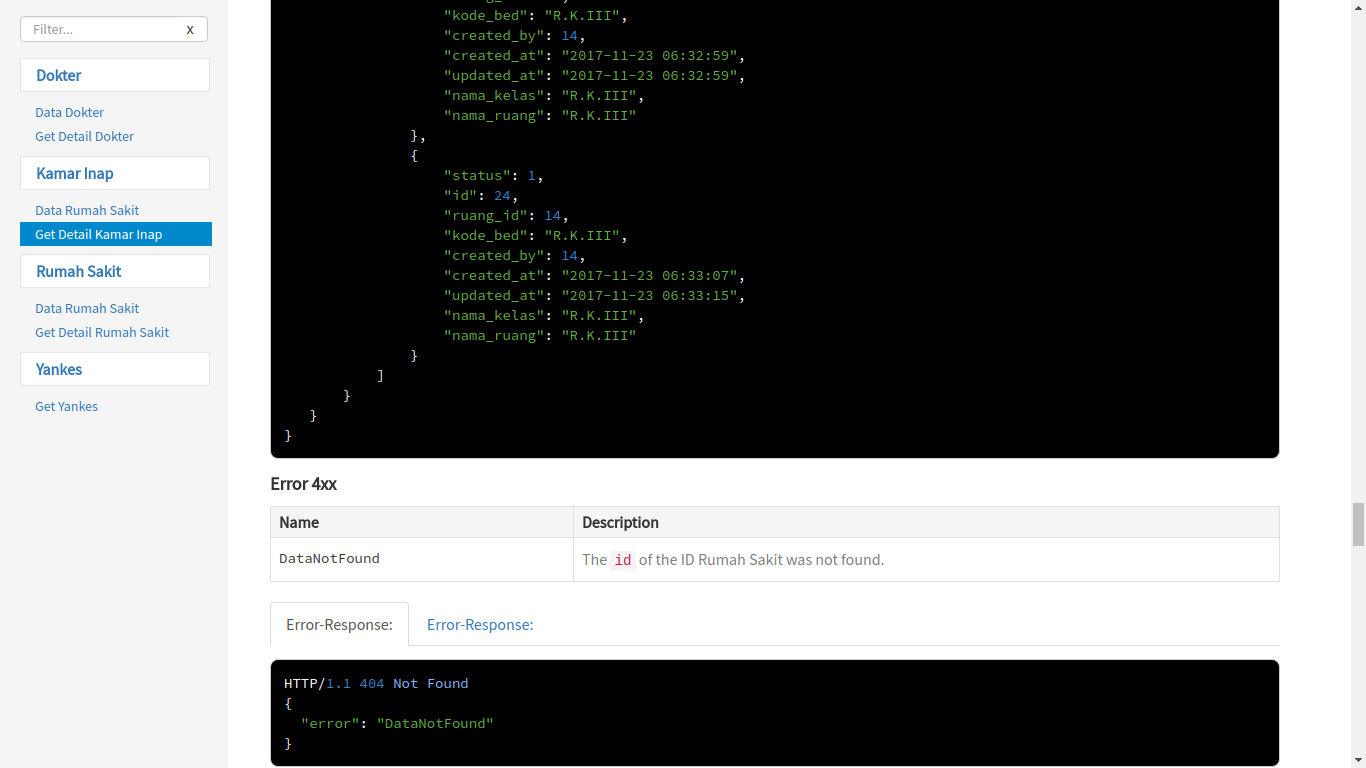 Filter...
x
Dokter
Data Dokter
Get Detail Dokter
Kamar Inap
Data Rumah Sakit
Get Detail Kamar Inap
Rumah Sakit
Data Rumah Sakit
Get Detail Rumah Sakit
Yankes
Get Yankes
"kode_bed": "R.K.III",
"created_by": 14,
"created_at": "2017-11-23 06:32:59",
"updated_at": "2017-11-23 06:32:59",
"nama_kelas": "R.K.III",
"nama_ruang": "R.K.III"
},
{
"status": 1,
"id": 24,
"ruang_id": 14,
"kode_bed": "R.K.III",
"created_by": 14,
"created_at": "2017-11-23 06:33:07",
"updated_at": "2017-11-23 06:33:15",
"nama_kelas": "R.K.III",
"nama_ruang": "R.K.III"
}
]
}
}
}
Error 4xx
Name Description
DataNotFound The id of the ID Rumah Sakit was not found.
Error-Response: Error-Response:
HTTP/1.1 404 Not Found
{
"error": "DataNotFound"
}